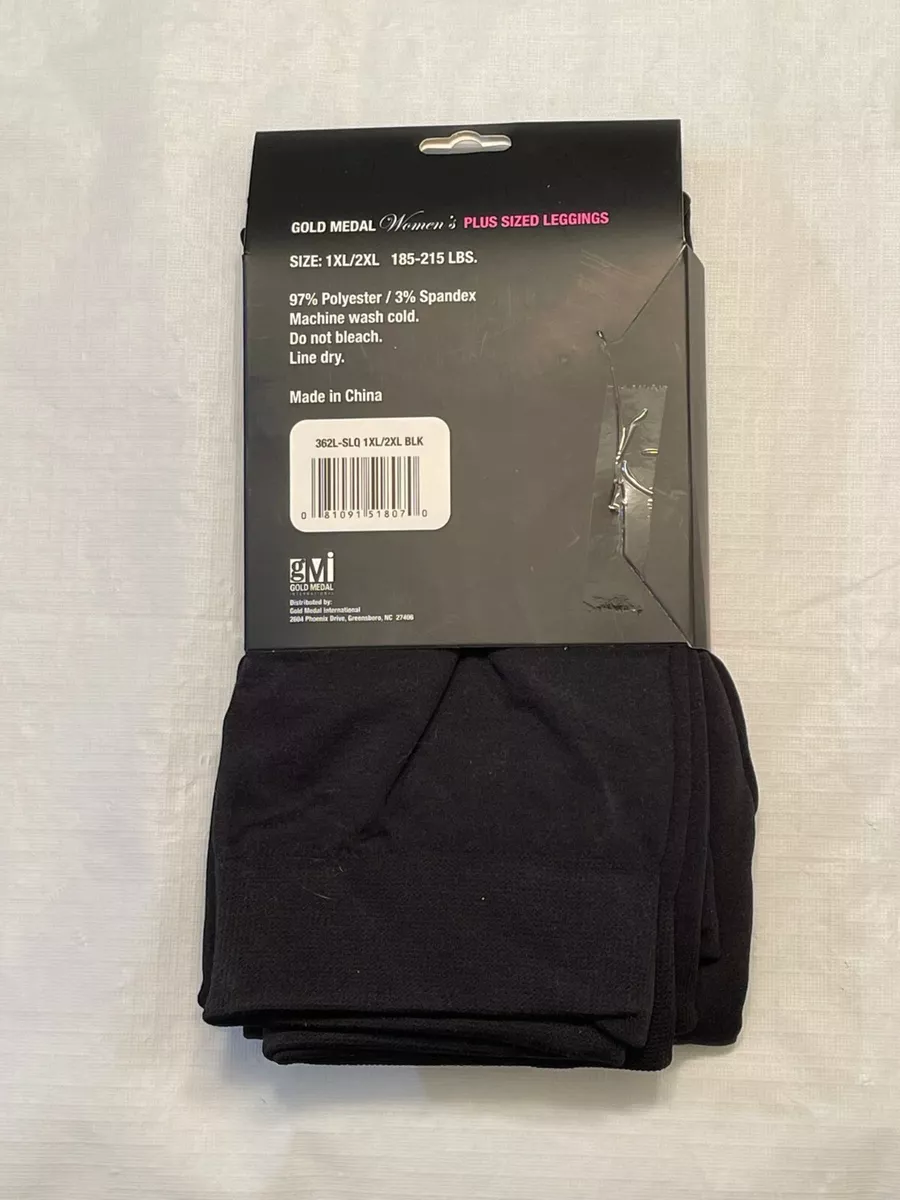 GOLD MEDAL Women's PLUS SIZED LEGGINGS
SIZE: 1XL/2XL 185-215 LBS.
97% Polyester / 3% Spandex
Machine wash cold.
Do not bleach.
Line dry.
Made in China
362L-SLQ 1XL/2XL BLK
0 81091 51807 0
gMi
GOLD MEDAL
INTERNATIONAL
Distributed by:
Gold Medal International
2604 Phoenix Drive, Greensboro, NC 27406